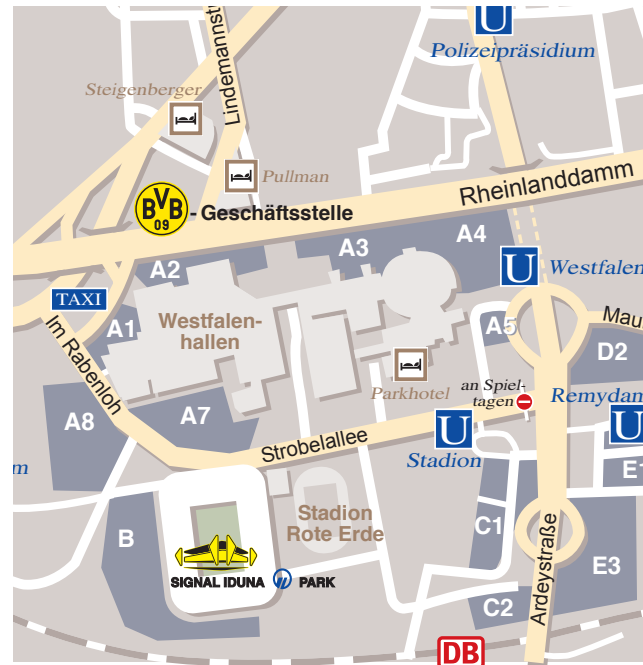 U
Polizeipräsidium
Steigenberger
Lindemannstr
Pullman
Rheinlanddamm
BVB
09
- Geschäftsstelle
A2
A3
A4
U
Westfalen
TAXI
A1
Westfalen-
hallen
A5
Mau
D2
Im Rabenloh
Parkhotel
an Spiel-
tagen
Remydam
A8
A7
Strobelallee
U
Stadion
U
m
E1
Stadion
Rote Erde
B
C1
SIGNAL IDUNA
PARK
E3
C2
Ardeystraße
DB